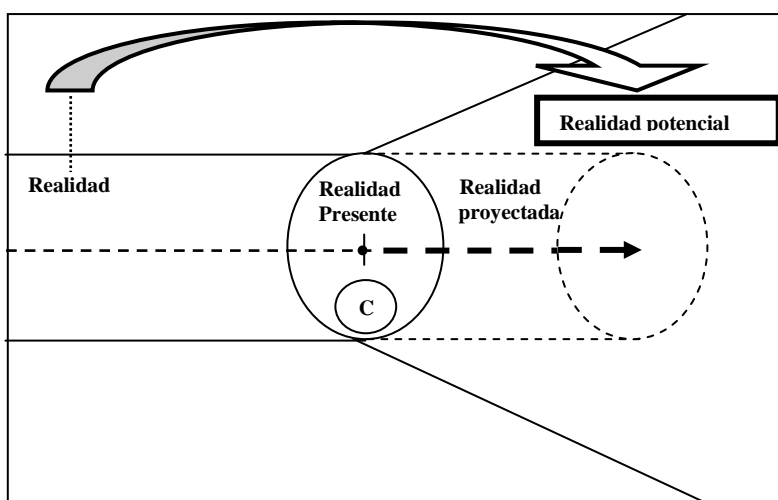 Realidad potencial
Realidad
Realidad
Presente
Realidad
proyectada
C